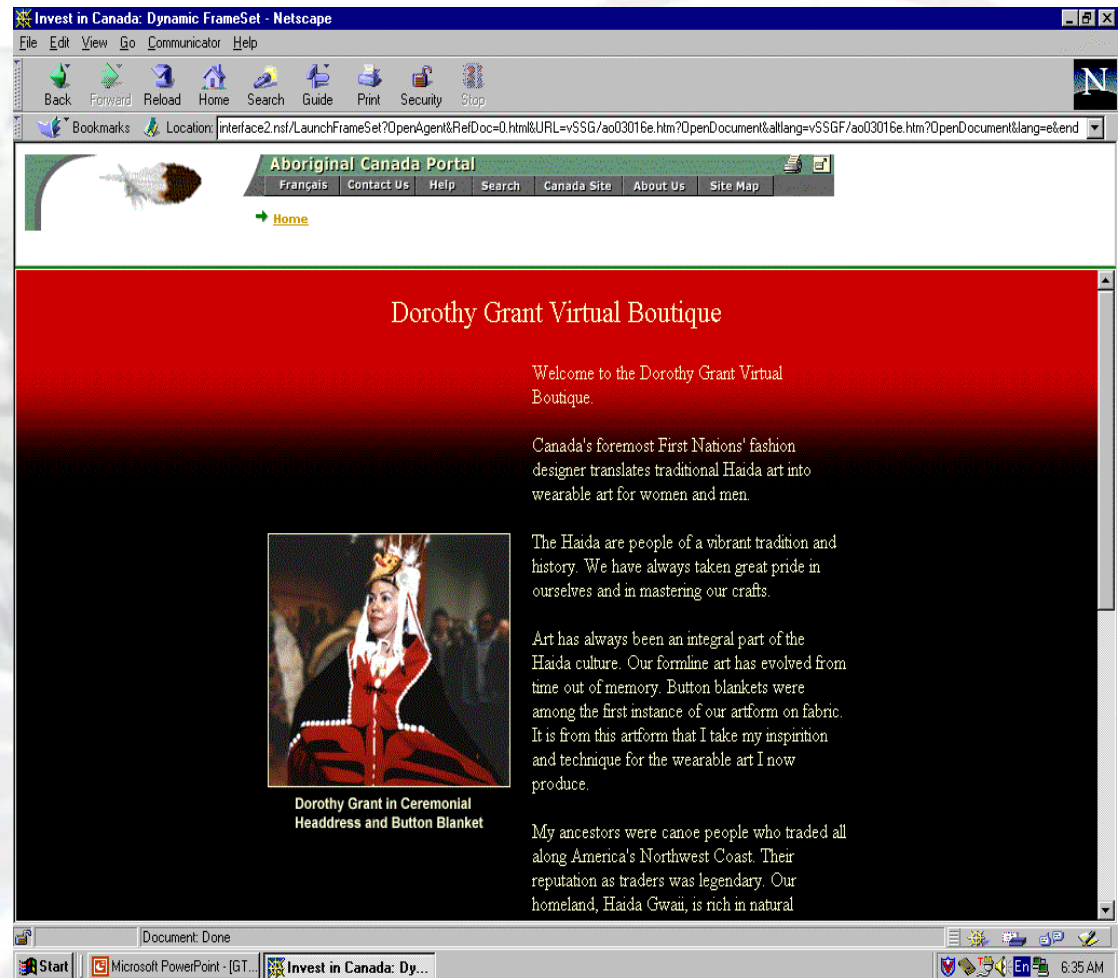 Invest in Canada: Dynamic FrameSet - Netscape
File Edit View Go Communicator Help
Back Forward Reload Home Search Guide Print Security Stop
N
Bookmarks Location: interface2.nsf/LaunchFrameSet?OpenAgent&RefDoc=0.html&URL=vSSG/ao03016e.htm?OpenDocument&altlang=vSSGF/ao03016e.htm?OpenDocument&lang=e&end
Aboriginal Canada Portal
Français Contact Us Help Search Canada Site About Us Site Map
Home
Dorothy Grant Virtual Boutique
Welcome to the Dorothy Grant Virtual
Boutique.
Canada's foremost First Nations' fashion
designer translates traditional Haida art into
wearable art for women and men.
The Haida are people of a vibrant tradition and
history. We have always taken great pride in
ourselves and in mastering our crafts.
Art has always been an integral part of the
Haida culture. Our formline art has evolved from
time out of memory. Button blankets were
among the first instance of our artform on fabric.
It is from this artform that I take my inspirition
and technique for the wearable art I now
produce.
Dorothy Grant in Ceremonial
Headdress and Button Blanket
My ancestors were canoe people who traded all
along America's Northwest Coast. Their
reputation as traders was legendary. Our
homeland, Haida Gwaii, is rich in natural
Document: Done
Start Microsoft PowerPoint - [GT... Invest in Canada: Dy... En 6:35 AM